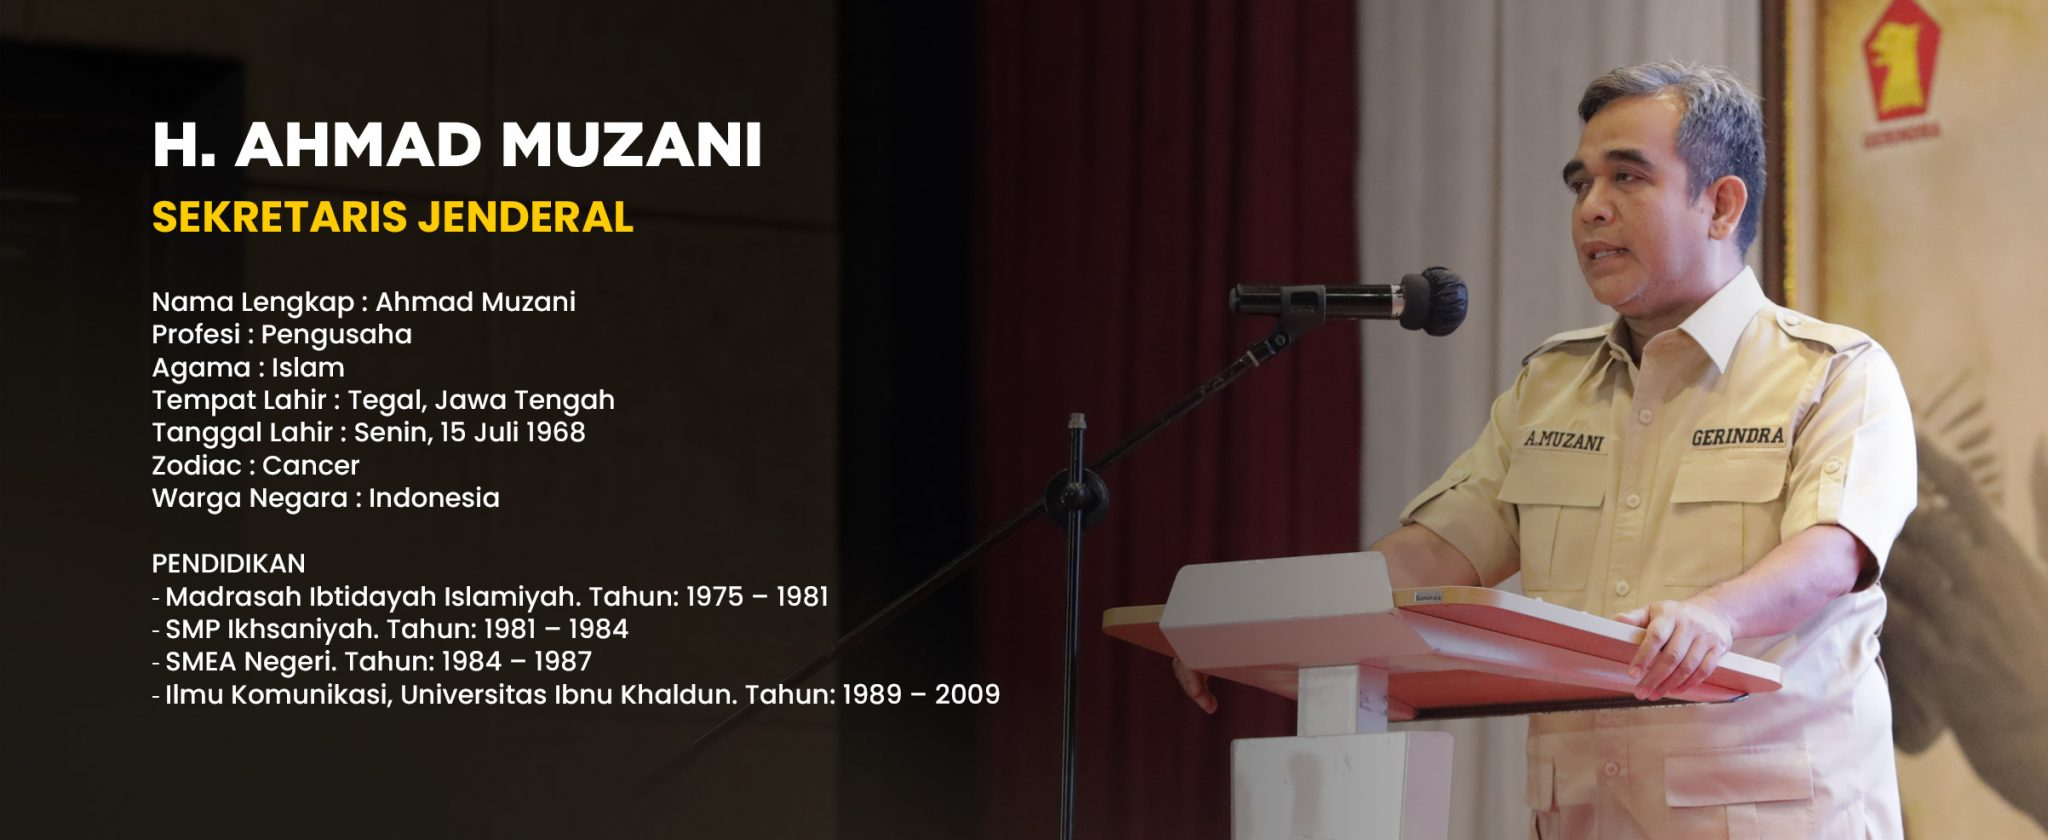 H. AHMAD MUZANI
SEKRETARIS JENDERAL
Nama Lengkap : Ahmad Muzani
Profesi : Pengusaha
Agama : Islam
Tempat Lahir : Tegal, Jawa Tengah
Tanggal Lahir : Senin, 15 Juli 1968
Zodiac : Cancer
Warga Negara : Indonesia
PENDIDIKAN
- Madrasah Ibtidayah Islamiyah. Tahun: 1975 – 1981
- SMP Ikhsaniyah. Tahun: 1981 – 1984
- SMEA Negeri. Tahun: 1984 – 1987
- Ilmu Komunikasi, Universitas Ibnu Khaldun. Tahun: 1989 – 2009
GERINDRA
A.MUZANI
GERINDRA